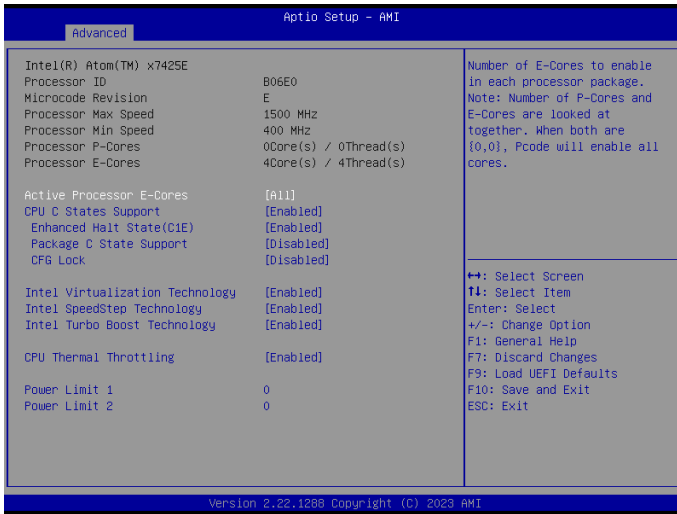 Aptio Setup – AMI
Advanced
Intel(R) Atom(TM) x7425E
Processor ID B06E0
Microcode Revision E
Processor Max Speed 1500 MHz
Processor Min Speed 400 MHz
Processor P-Cores 0Core(s) / 0Thread(s)
Processor E-Cores 4Core(s) / 4Thread(s)
Active Processor E-Cores [All]
CPU C States Support [Enabled]
Enhanced Halt State(C1E) [Enabled]
Package C State Support [Disabled]
CFG Lock [Disabled]
Intel Virtualization Technology [Enabled]
Intel SpeedStep Technology [Enabled]
Intel Turbo Boost Technology [Enabled]
CPU Thermal Throttling [Enabled]
Power Limit 1 0
Power Limit 2 0
Number of E-Cores to enable
in each processor package.
Note: Number of P-Cores and
E-Cores are looked at
together. When both are
{0,0}, Pcode will enable all
cores.
↔: Select Screen
↑↓: Select Item
Enter: Select
+/-: Change Option
F1: General Help
F7: Discard Changes
F9: Load UEFI Defaults
F10: Save and Exit
ESC: Exit
Version 2.22.1288 Copyright (C) 2023 AMI